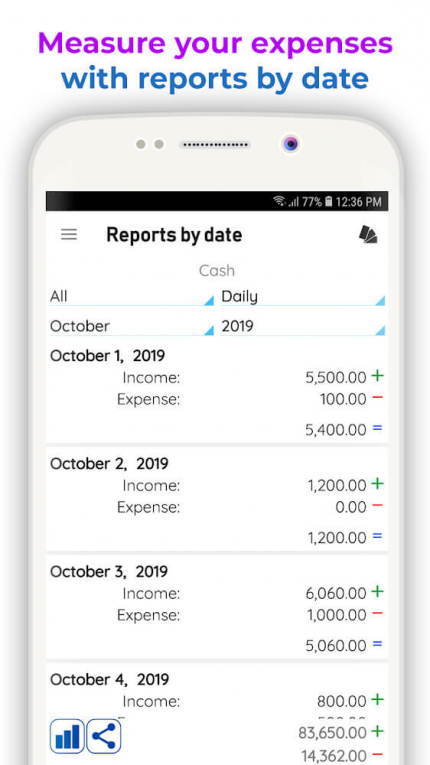 Measure your expenses
with reports by date
77% 12:36 PM
Reports by date
Cash
All Daily
October 2019
October 1, 2019
Income: 5,500.00 +
Expense: 100.00 −
5,400.00 =
October 2, 2019
Income: 1,200.00 +
Expense: 0.00 −
1,200.00 =
October 3, 2019
Income: 6,060.00 +
Expense: 1,000.00 −
5,060.00 =
October 4, 2019
Income: 800.00 +
83,650.00 +
14,362.00 −